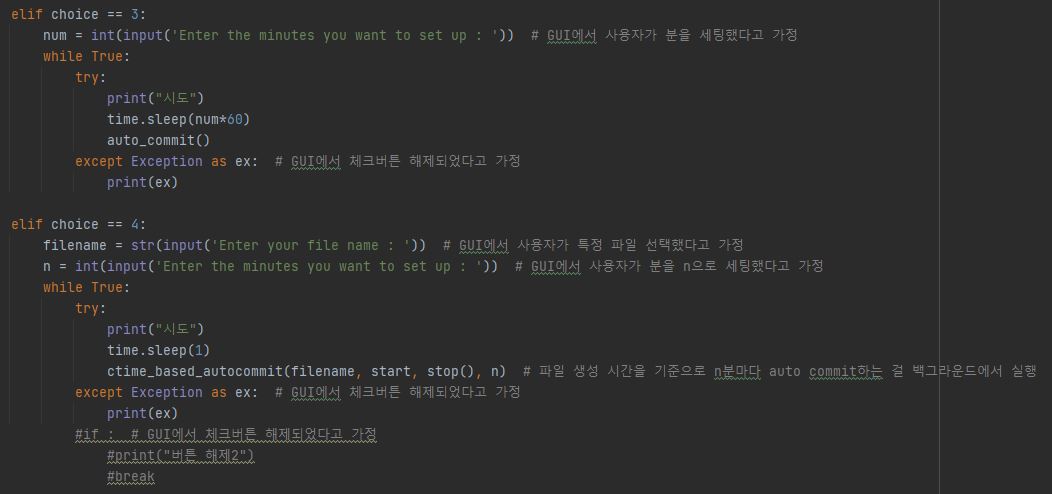 elif choice == 3:
    num = int(input('Enter the minutes you want to set up : '))  # GUI에서 사용자가 분을 세팅했다고 가정
    while True:
        try:
            print("시도")
            time.sleep(num*60)
            auto_commit()
        except Exception as ex:  # GUI에서 체크버튼 해제되었다고 가정
            print(ex)

elif choice == 4:
    filename = str(input('Enter your file name : '))  # GUI에서 사용자가 특정 파일 선택했다고 가정
    n = int(input('Enter the minutes you want to set up : '))  # GUI에서 사용자가 분을 n으로 세팅했다고 가정
    while True:
        try:
            print("시도")
            time.sleep(1)
            ctime_based_autocommit(filename, start, stop(), n)  # 파일 생성 시간을 기준으로 n분마다 auto commit하는 걸 백그라운드에서 실행
        except Exception as ex:  # GUI에서 체크버튼 해제되었다고 가정
            print(ex)
        #if :  # GUI에서 체크버튼 해제되었다고 가정
            #print("버튼 해제2")
            #break